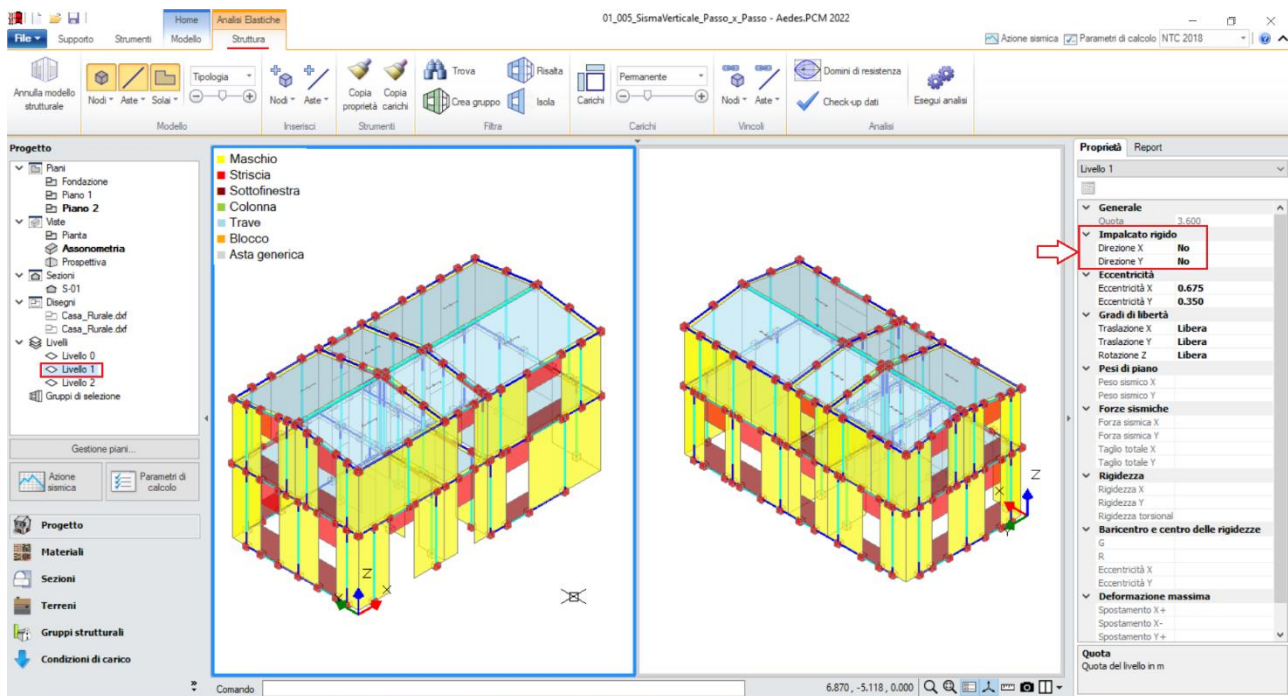 01_005_SismaVerticale_Passo_x_Passo - Aedes.PCM 2022
Home Analisi Elastiche
File Supporto Strumenti Modello Struttura
Azione sismica Parametri di calcolo NTC 2018
Annulla modello strutturale
Nodi Aste Solai
Tipologia
Modello
Nodi Aste
Inserisci
Copia proprietà
Copia carichi
Strumenti
Trova
Crea gruppo
Risalta
Isola
Filtra
Carichi
Permanente
Carichi
Nodi Aste
Vincoli
Domini di resistenza
Check-up dati
Esegui analisi
Analisi
Progetto
Piani
Fondazione
Piano 1
Piano 2
Viste
Pianta
Assonometria
Prospettiva
Sezioni
S-01
Disegni
Casa_Rurale.dxf
Casa_Rurale.dxf
Livelli
Livello 0
Livello 1
Livello 2
Gruppi di selezione
Gestione piani...
Azione sismica
Parametri di calcolo
Progetto
Materiali
Sezioni
Terreni
Gruppi strutturali
Condizioni di carico
Maschio
Striscia
Sottofinestra
Colonna
Trave
Blocco
Asta generica
Z
X
Z
X
Comando
6.870 , -5.118 , 0.000
Proprietà Report
Livello 1
Generale
Quota 3.600
Impalcato rigido
Direzione X No
Direzione Y No
Eccentricità
Eccentricità X 0.675
Eccentricità Y 0.350
Gradi di libertà
Traslazione X Libera
Traslazione Y Libera
Rotazione Z Libera
Pesi di piano
Peso sismico X
Peso sismico Y
Forze sismiche
Forza sismica X
Forza sismica Y
Taglio totale X
Taglio totale Y
Rigidezza
Rigidezza X
Rigidezza Y
Rigidezza torsional
Baricentro e centro delle rigidezze
G
R
Eccentricità X
Eccentricità Y
Deformazione massima
Spostamento X+
Spostamento X-
Spostamento Y+
Quota
Quota del livello in m